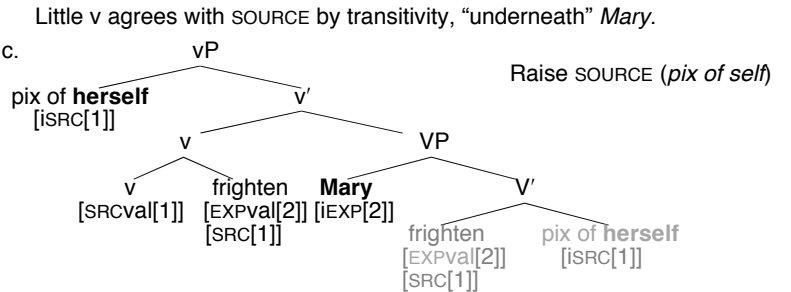 Little v agrees with SOURCE by transitivity, “underneath” Mary.
c. vP
Raise SOURCE (pix of self)
pix of herself v′
[iSRC[1]]
v VP
v frighten Mary V′
[SRCval[1]] [EXPval[2]] [iEXP[2]]
[SRC[1]]
frighten pix of herself
[EXPval[2]] [iSRC[1]]
[SRC[1]]